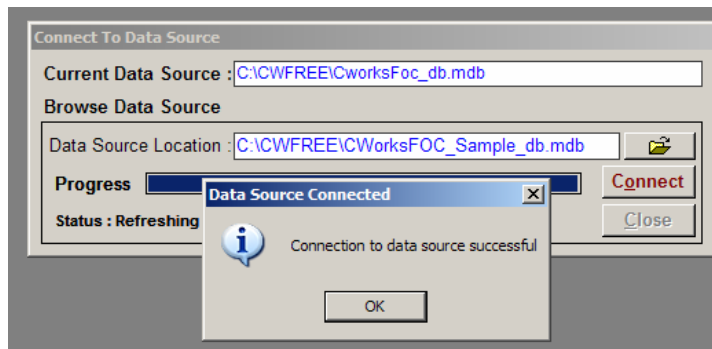 Connect To Data Source
Current Data Source : C:\CWFREE\CworksFoc_db.mdb
Browse Data Source
Data Source Location : C:\CWFREE\CWorksFOC_Sample_db.mdb
Progress
Connect
Status : Refreshing
Close
Data Source Connected
Connection to data source successful
OK